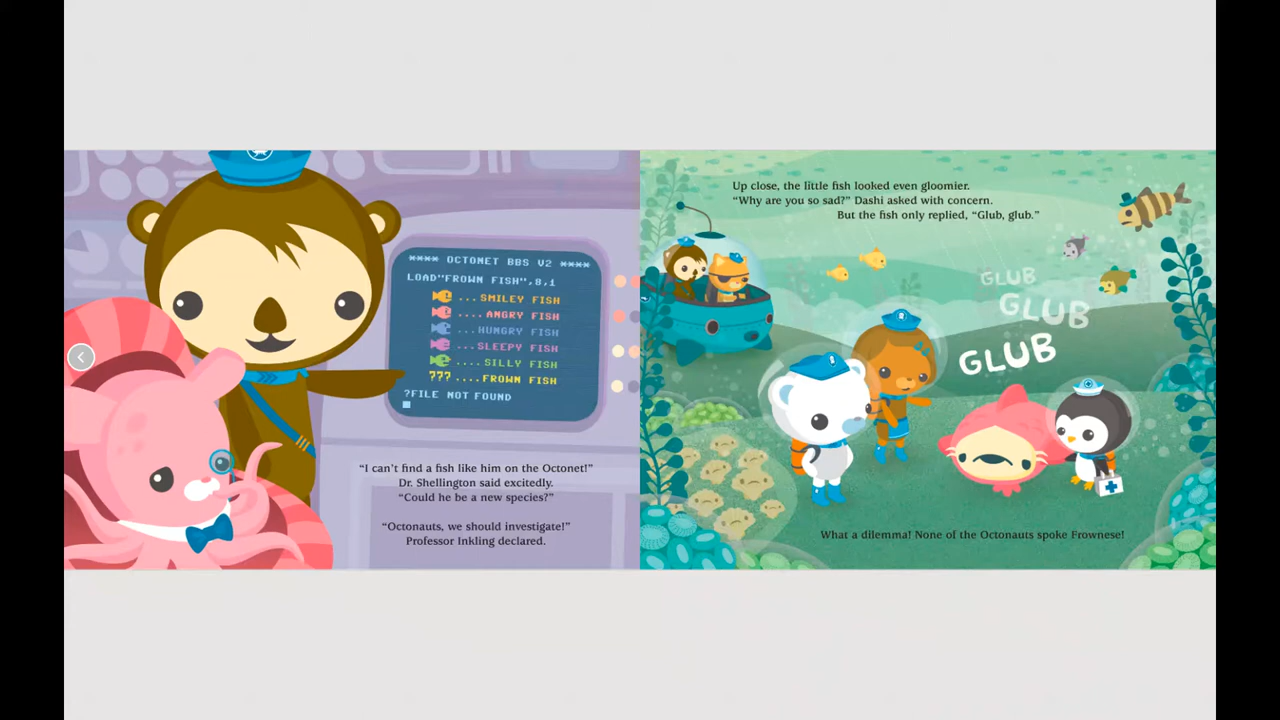 **** OCTONET BBS V2 ****
LOAD"FROWN FISH",8,1
...SMILEY FISH
....ANGRY FISH
...HUNGRY FISH
...SLEEPY FISH
....SILLY FISH
???....FROWN FISH
?FILE NOT FOUND
“I can’t find a fish like him on the Octonet!”
Dr. Shellington said excitedly.
“Could he be a new species?”
“Octonauts, we should investigate!”
Professor Inkling declared.
Up close, the little fish looked even gloomier.
“Why are you so sad?” Dashi asked with concern.
But the fish only replied, “Glub, glub.”
GLUB
GLUB
GLUB
What a dilemma! None of the Octonauts spoke Frownese!